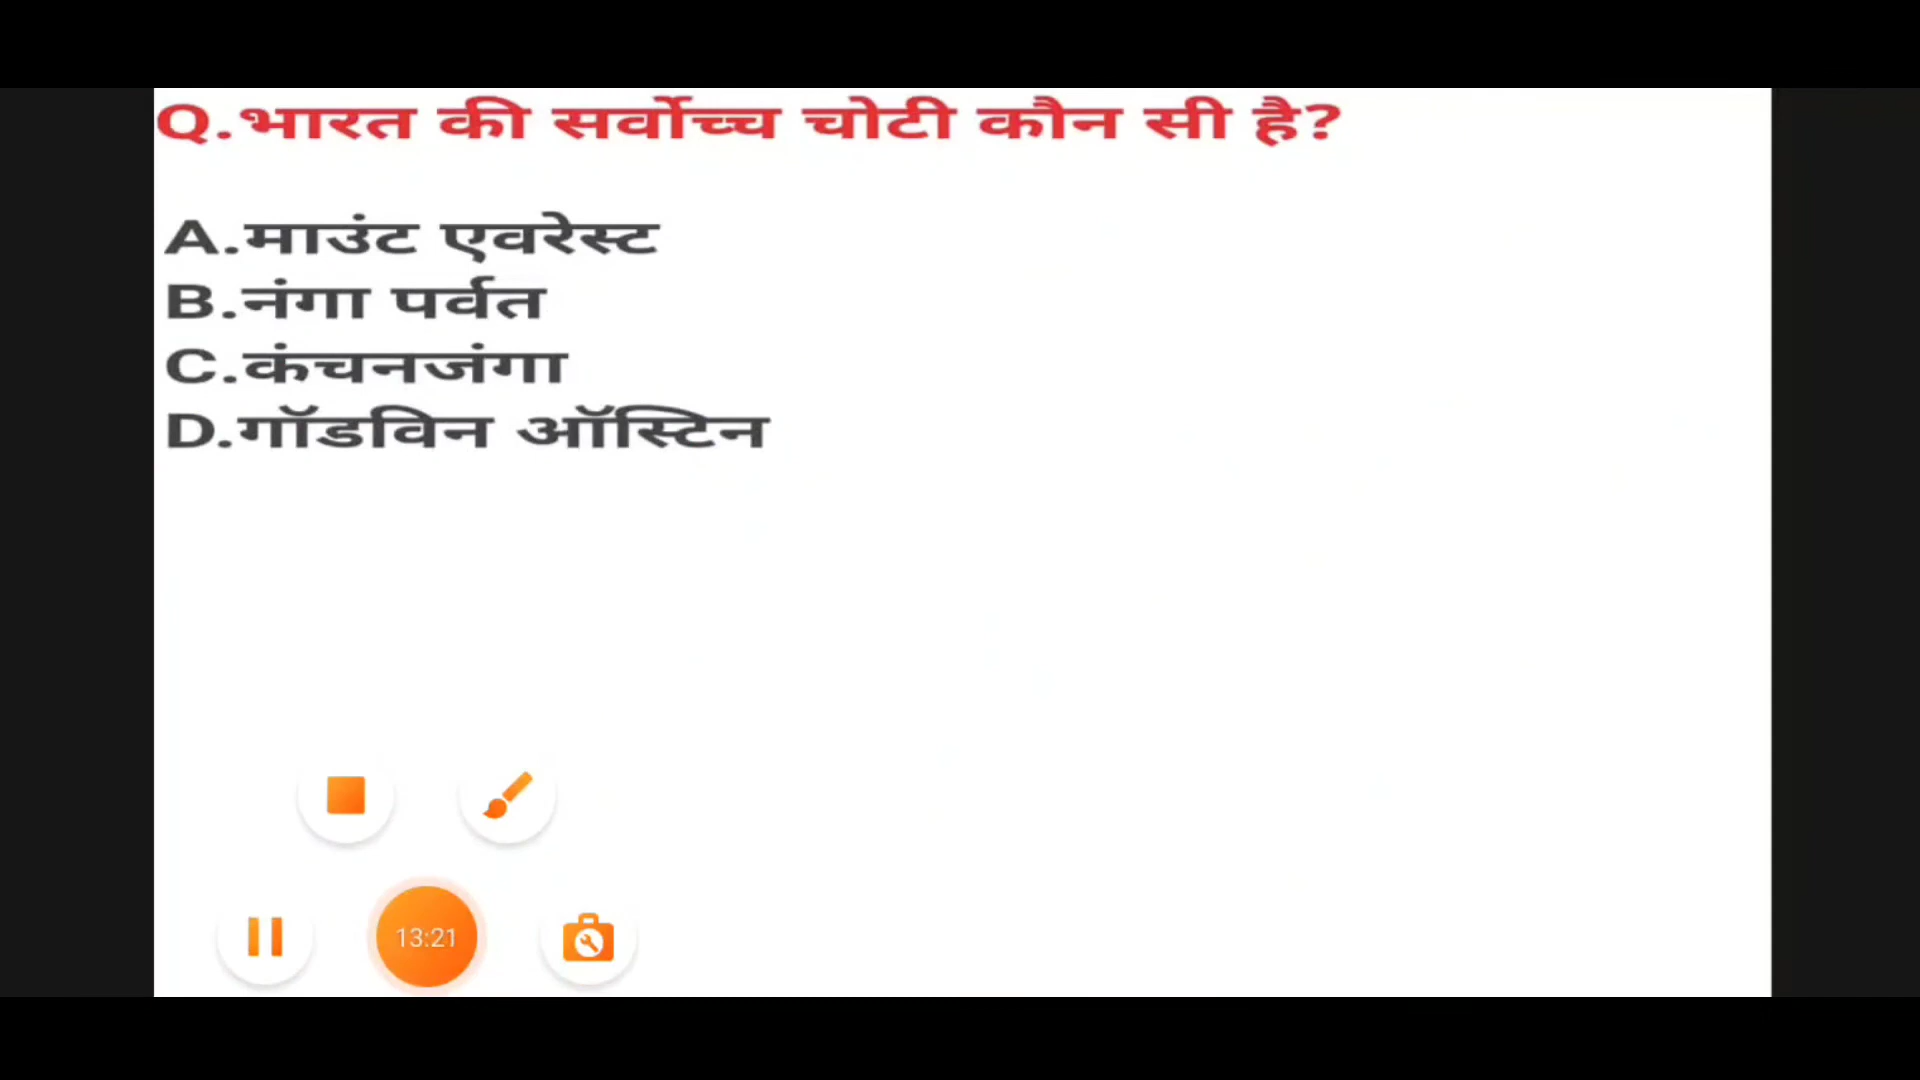 Q.भारत की सर्वोच्च चोटी कौन सी है?
A.माउंट एवरेस्ट
B.नंगा पर्वत
C.कंचनजंगा
D.गॉडविन ऑस्टिन
13:21